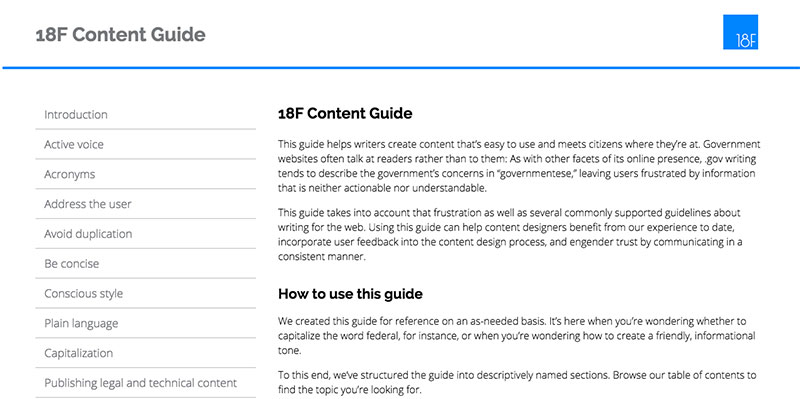 18F Content Guide
18F
Introduction
Active voice
Acronyms
Address the user
Avoid duplication
Be concise
Conscious style
Plain language
Capitalization
Publishing legal and technical content
18F Content Guide
This guide helps writers create content that’s easy to use and meets citizens where they’re at. Government
websites often talk at readers rather than to them: As with other facets of its online presence, .gov writing
tends to describe the government’s concerns in “governmentese,” leaving users frustrated by information
that is neither actionable nor understandable.
This guide takes into account that frustration as well as several commonly supported guidelines about
writing for the web. Using this guide can help content designers benefit from our experience to date,
incorporate user feedback into the content design process, and engender trust by communicating in a
consistent manner.
How to use this guide
We created this guide for reference on an as-needed basis. It’s here when you’re wondering whether to
capitalize the word federal, for instance, or when you’re wondering how to create a friendly, informational
tone.
To this end, we’ve structured the guide into descriptively named sections. Browse our table of contents to
find the topic you’re looking for.